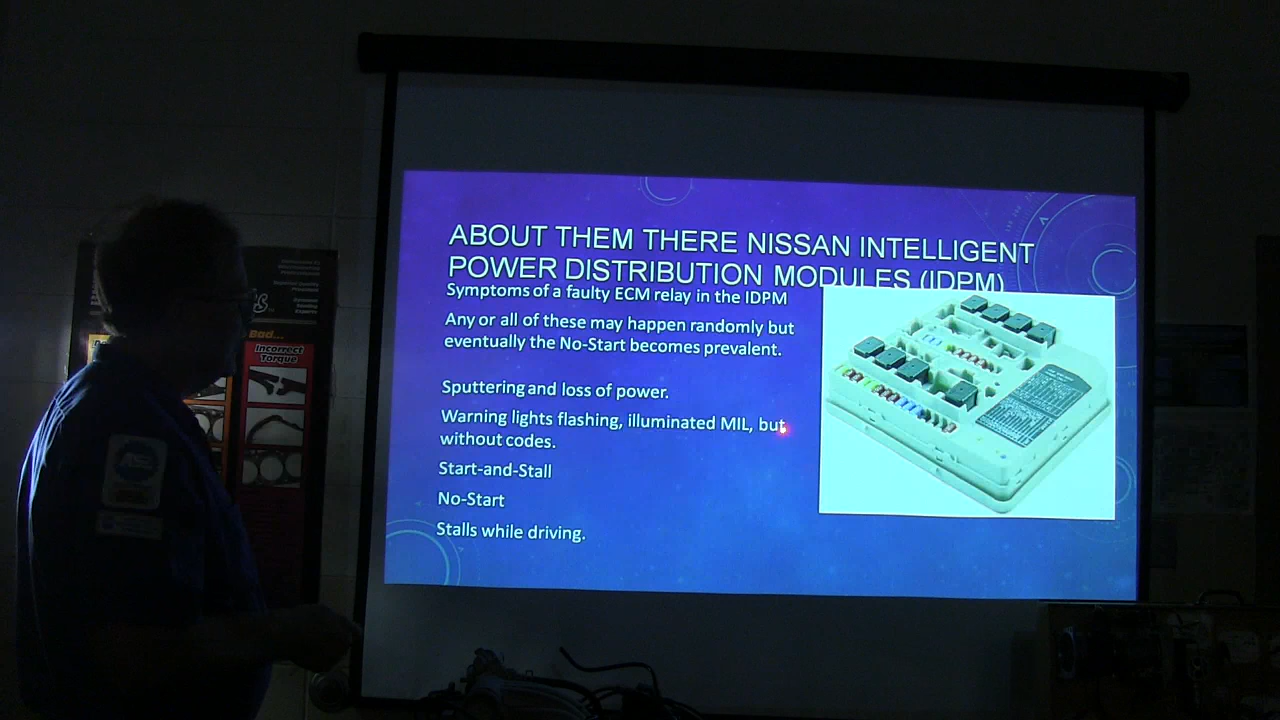 ABOUT THEM THERE NISSAN INTELLIGENT
POWER DISTRIBUTION MODULES (IDPM)
Symptoms of a faulty ECM relay in the IDPM
Any or all of these may happen randomly but
eventually the No-Start becomes prevalent.
Sputtering and loss of power.
Warning lights flashing, illuminated MIL, but
without codes.
Start-and-Stall
No-Start
Stalls while driving.
Bad...
Incorrect
Torque